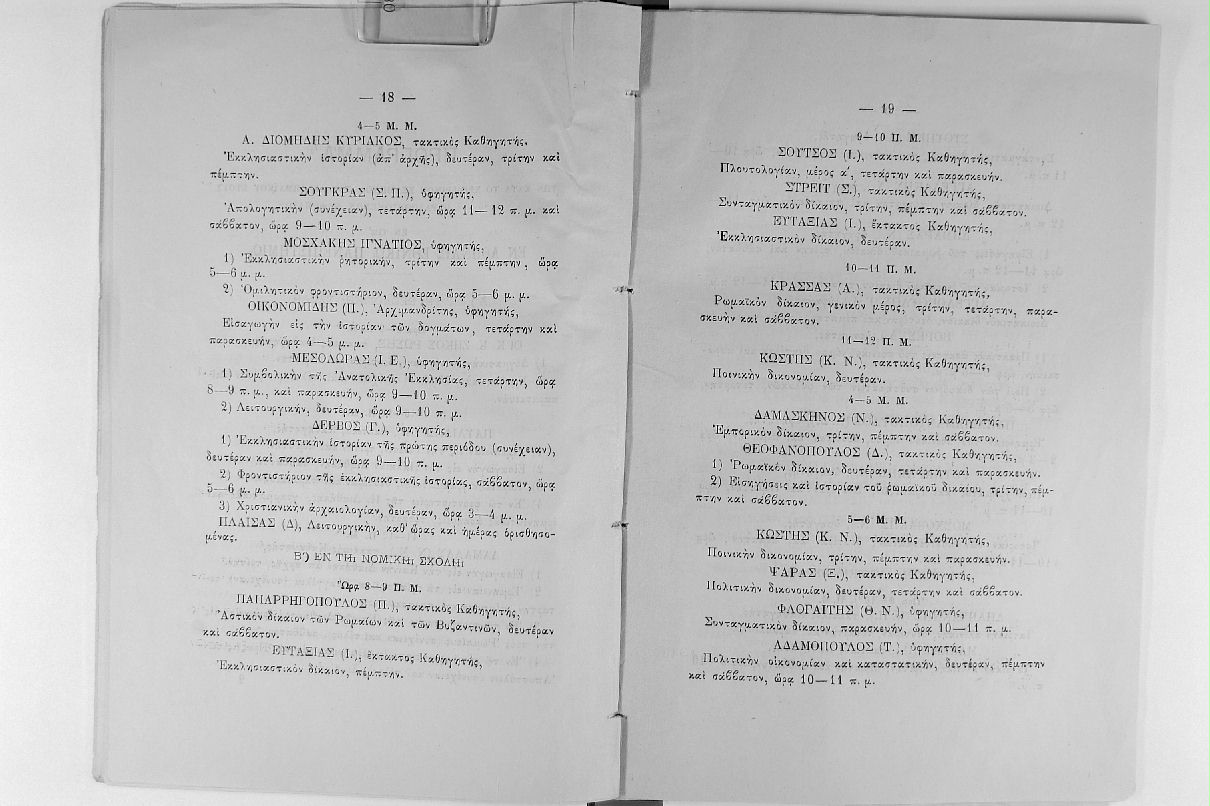 — 18 —
4—5 Μ. Μ.
Α. ΔΙΟΜΗΔΗΣ ΚΥΡΙΑΚΟΣ, τακτικὸς Καθηγητής,
Ἐκκλησιαστικὴν ἱστορίαν (ἀπ' ἀρχῆς), δευτέραν, τρίτην καὶ
πέμπτην.
ΣΟΥΓΚΡΑΣ (Σ. Π.), ὑφηγητής,
Ἀπολογητικὴν (συνέχειαν), τετάρτην, ὥρᾳ 11— 12 π. μ. καὶ
σάββατον, ὥρᾳ 9—10 π. μ.
ΜΟΣΧΑΚΗΣ ΙΓΝΑΤΙΟΣ, ὑφηγητής,
1) Ἐκκλησιαστικὴν ῥητορικήν, τρίτην καὶ πέμπτην, ὥρᾳ
5—6 μ. μ.
2) Ὁμιλητικὸν φροντιστήριον, δευτέραν, ὥρᾳ 5—6 μ. μ.
ΟΙΚΟΝΟΜΙΔΗΣ (Π.), Ἀρχιμανδρίτης, ὑφηγητής,
Εἰσαγωγὴν εἰς τὴν ἱστορίαν τῶν δογμάτων, τετάρτην καὶ
παρασκευήν, ὥρᾳ 4—5 μ. μ.
ΜΕΣΟΛΩΡΑΣ (Ι. Ε.), ὑφηγητής,
1) Συμβολικὴν τῆς Ἀνατολικῆς Ἐκκλησίας, τετάρτην, ὥρᾳ
8—9 π. μ., καὶ παρασκευήν, ὥρᾳ 9—10 π. μ.
2) Λειτουργικήν, δευτέραν, ὥρᾳ 9—10 π. μ.
ΔΕΡΒΟΣ (Γ.), ὑφηγητής,
1) Ἐκκλησιαστικὴν ἱστορίαν τῆς πρώτης περιόδου (συνέχειαν),
δευτέραν καὶ παρασκευήν, ὥρᾳ 9—10 π. μ.
2) Φροντιστήριον τῆς ἐκκλησιαστικῆς ἱστορίας, σάββατον, ὥρᾳ
5—6 μ. μ.
3) Χριστιανικὴν ἀρχαιολογίαν, δευτέραν, ὥρᾳ 3—4 μ. μ.
ΠΛΑΙΣΑΣ (Δ), Λειτουργικήν, καθ' ὥρας καὶ ἡμέρας ὁρισθησο-
μένας.
Β') ΕΝ ΤΗι ΝΟΜΙΚΗι ΣΧΟΛΗι
Ὥρᾳ 8—9 Π. Μ.
ΠΑΠΑΡΡΗΓΟΠΟΥΛΟΣ (Π.), τακτικὸς Καθηγητής,
Ἀστικὸν δίκαιον τῶν Ρωμαίων καὶ τῶν Βυζαντινῶν, δευτέραν
καὶ σάββατον.
ΕΥΤΑΞΙΑΣ (Ι.), ἔκτακτος Καθηγητής,
Ἐκκλησιαστικὸν δίκαιον, πέμπτην.
— 19 —
9—10 Π. Μ.
ΣΟΥΤΣΟΣ (Ι.), τακτικὸς Καθηγητής,
Πλουτολογίαν, μέρος α', τετάρτην καὶ παρασκευήν.
ΣΤΡΕΙΤ (Σ.), τακτικὸς Καθηγητής,
Συνταγματικὸν δίκαιον, τρίτην, πέμπτην καὶ σάββατον.
ΕΥΤΑΞΙΑΣ (Ι.), ἔκτακτος Καθηγητής,
Ἐκκλησιαστικὸν δίκαιον, δευτέραν.
10—11 Π. Μ.
ΚΡΑΣΣΑΣ (Α.), τακτικὸς Καθηγητής,
Ρωμαϊκὸν δίκαιον, γενικὸν μέρος, τρίτην, τετάρτην, παρα-
σκευὴν καὶ σάββατον.
11—12 Π. Μ.
ΚΩΣΤΗΣ (Κ. Ν.), τακτικὸς Καθηγητής,
Ποινικὴν δικονομίαν, δευτέραν.
4—5 Μ. Μ.
ΔΑΜΑΣΚΗΝΟΣ (Ν.), τακτικὸς Καθηγητής,
Ἐμπορικὸν δίκαιον, τρίτην, πέμπτην καὶ σάββατον.
ΘΕΟΦΑΝΟΠΟΥΛΟΣ (Δ.), τακτικὸς Καθηγητής,
1) Ῥωμαϊκὸν δίκαιον, δευτέραν, τετάρτην καὶ παρασκευήν.
2) Εἰσηγήσεις καὶ ἱστορίαν τοῦ ῥωμαϊκοῦ δικαίου, τρίτην, πέμ-
πτην καὶ σάββατον.
5—6 Μ. Μ.
ΚΩΣΤΗΣ (Κ. Ν.), τακτικὸς Καθηγητής,
Ποινικὴν δικονομίαν, τρίτην, πέμπτην καὶ παρασκευήν.
ΨΑΡΑΣ (Ξ.), τακτικὸς Καθηγητής,
Πολιτικὴν δικονομίαν, δευτέραν, τετάρτην καὶ σάββατον.
ΦΛΟΓΑΪΤΗΣ (Θ. Ν.), ὑφηγητής,
Συνταγματικὸν δίκαιον, παρασκευήν, ὥρᾳ 10—11 π. μ.
ΑΔΑΜΟΠΟΥΛΟΣ (Τ.), ὑφηγητής,
Πολιτικὴν οἰκονομίαν καὶ καταστατικήν, δευτέραν, πέμπτην
καὶ σάββατον, ὥρᾳ 10—11 π. μ.